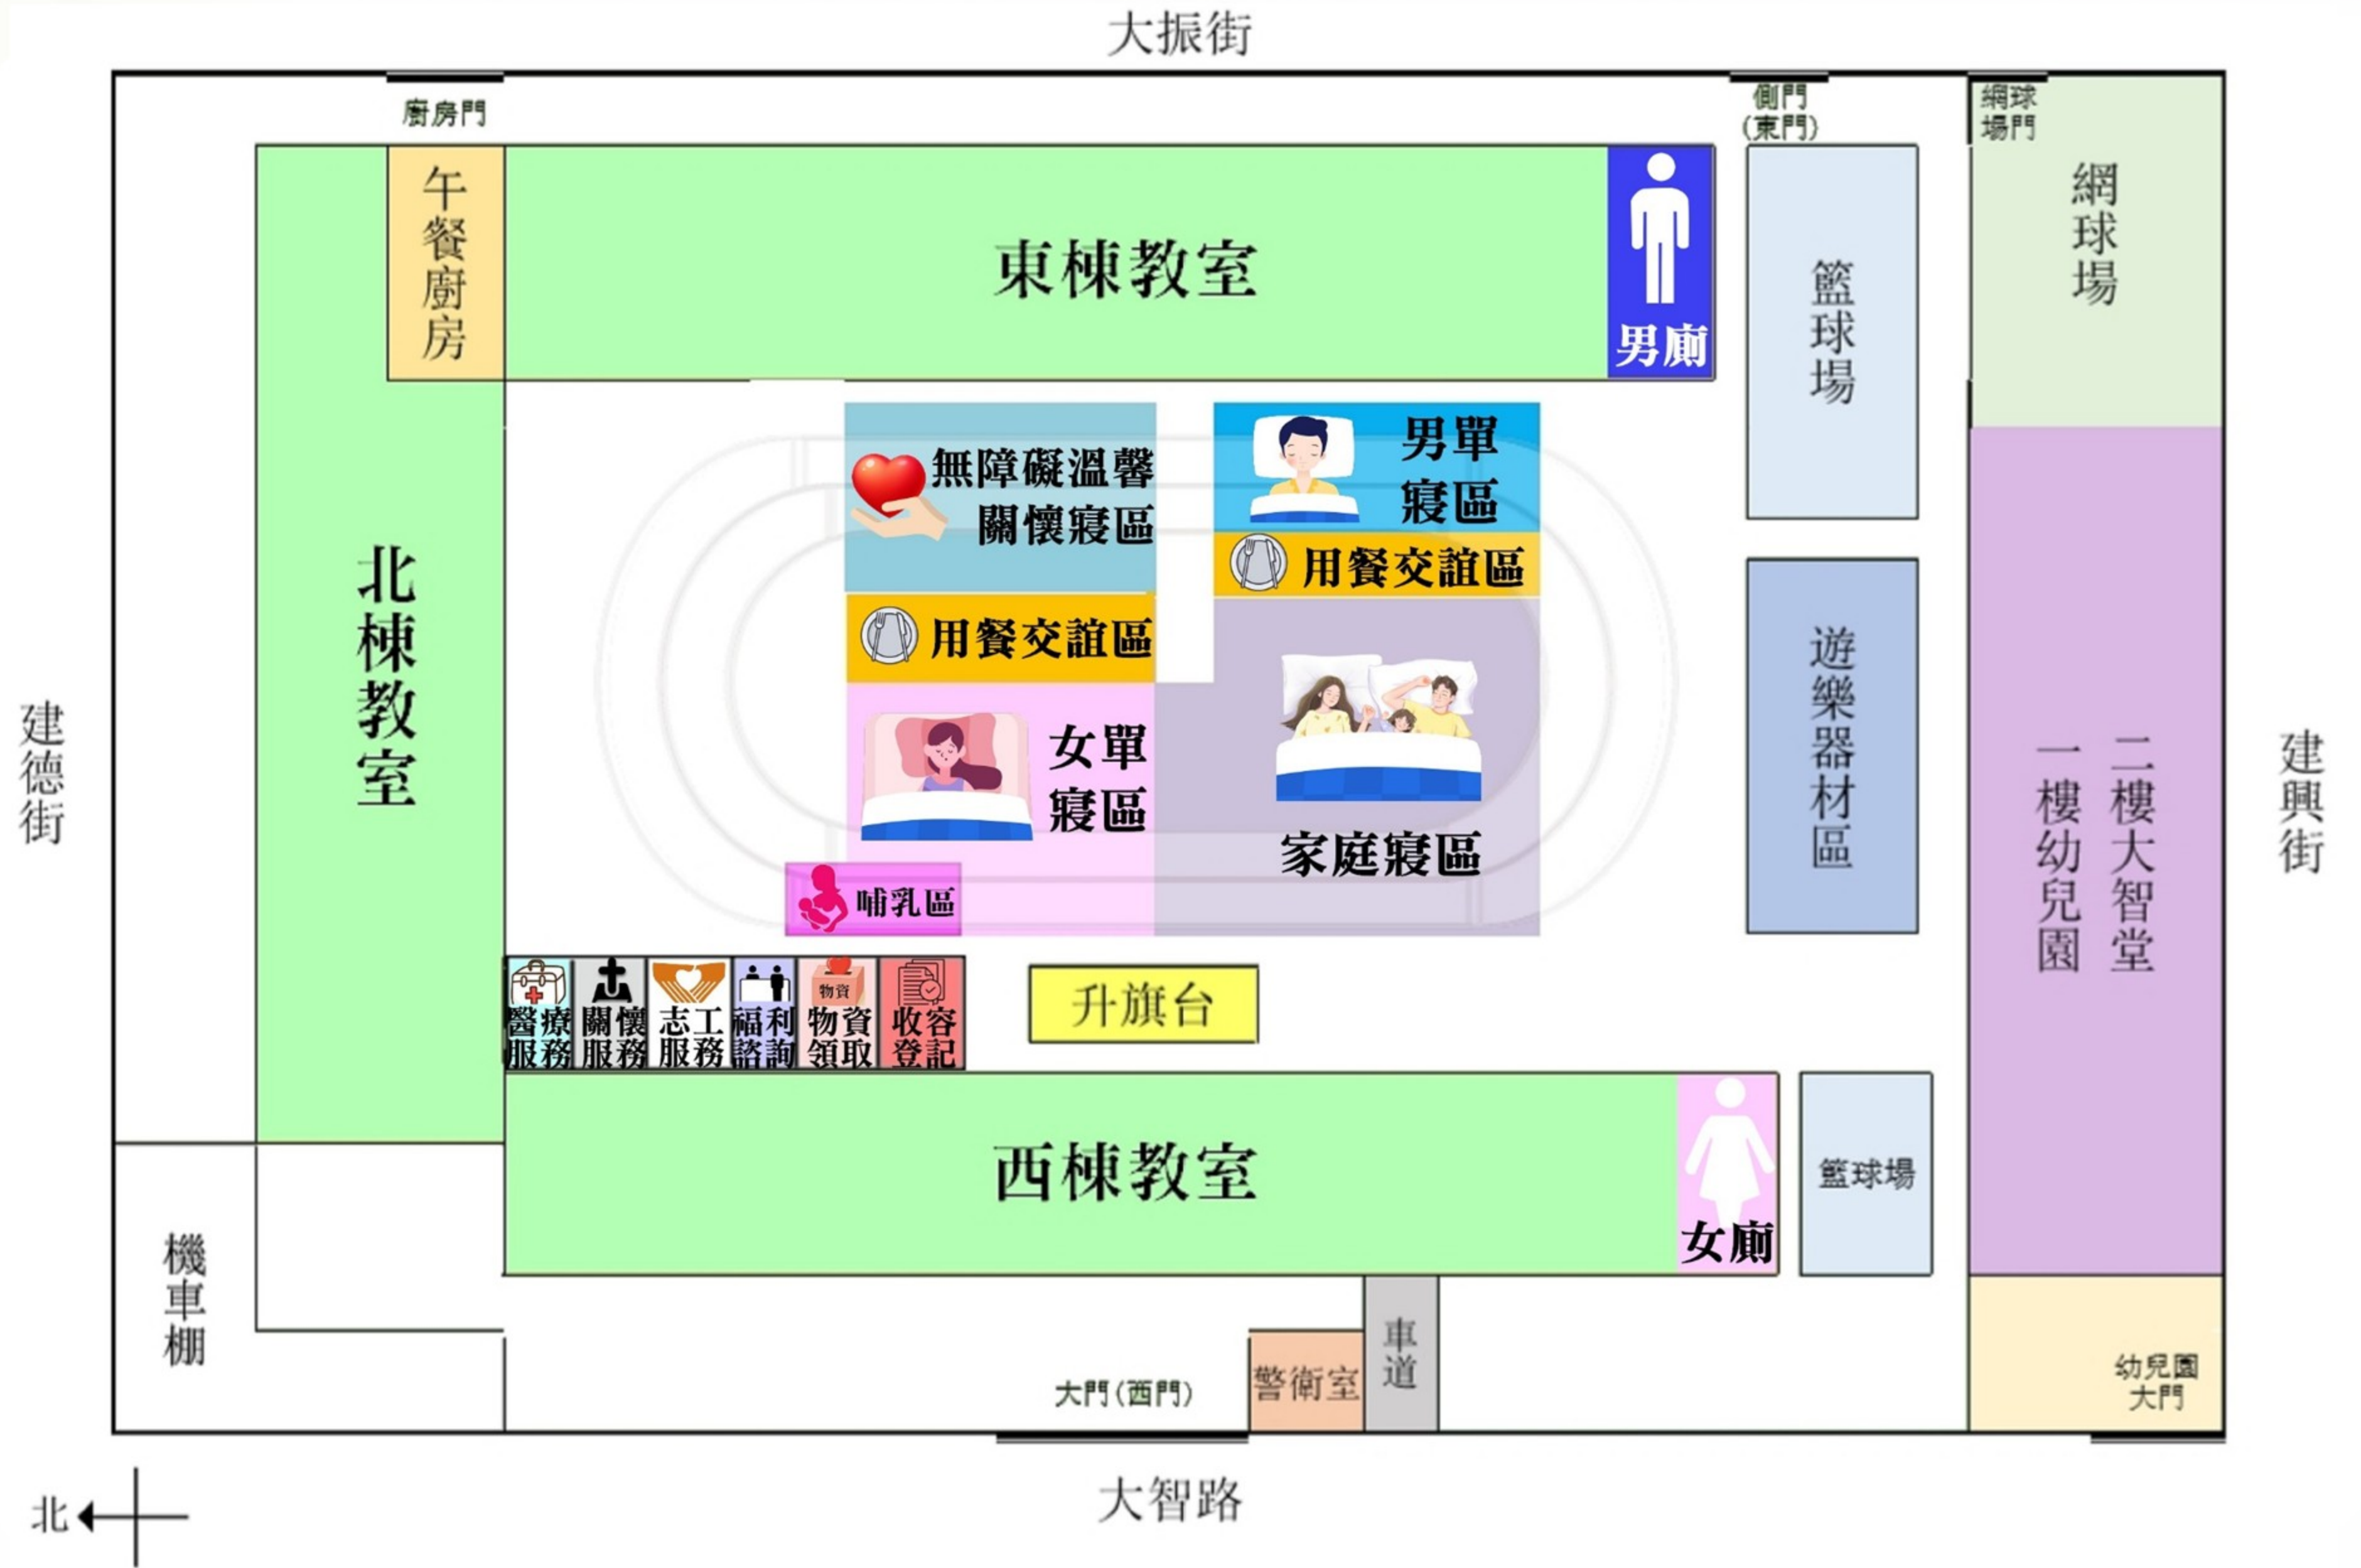 大振街
廚房門
側門
(東門)
網球
場門
午餐廚房
東棟教室
男廁
籃球場
網球場
無障礙溫馨
關懷寢區
男單
寢區
用餐交誼區
用餐交誼區
北棟教室
女單
寢區
家庭寢區
哺乳區
遊樂器材區
二樓大智堂
一樓幼兒園
建德街
建興街
醫療
服務
關懷
服務
志工
服務
福利
諮詢
物資
物資
領取
收容
登記
升旗台
西棟教室
女廁
籃球場
機車棚
大門(西門)
警衛室
車道
幼兒園
大門
北
大智路